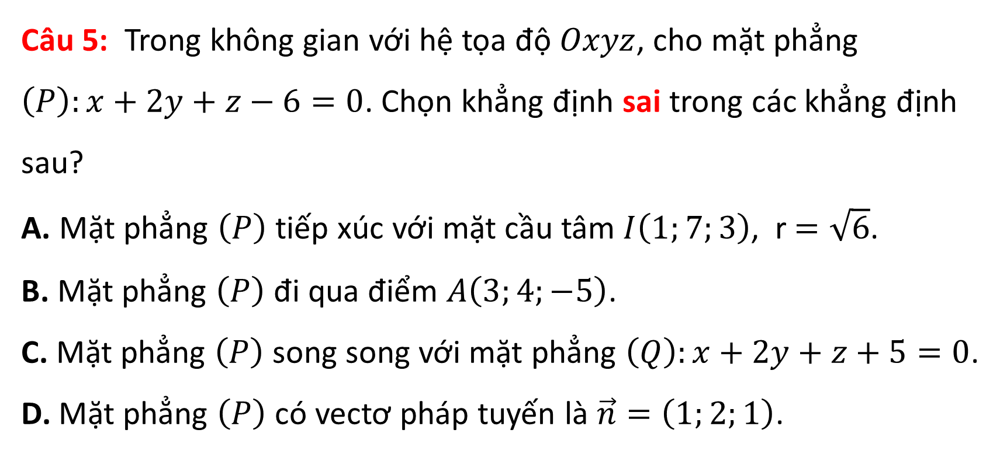 Câu 5: Trong không gian với hệ tọa độ Oxyz, cho mặt phẳng
(P): x + 2y + z − 6 = 0. Chọn khẳng định sai trong các khẳng định
sau?
A. Mặt phẳng (P) tiếp xúc với mặt cầu tâm I(1; 7; 3), r = √6.
B. Mặt phẳng (P) đi qua điểm A(3; 4; −5).
C. Mặt phẳng (P) song song với mặt phẳng (Q): x + 2y + z + 5 = 0.
D. Mặt phẳng (P) có vectơ pháp tuyến là n⃗ = (1; 2; 1).